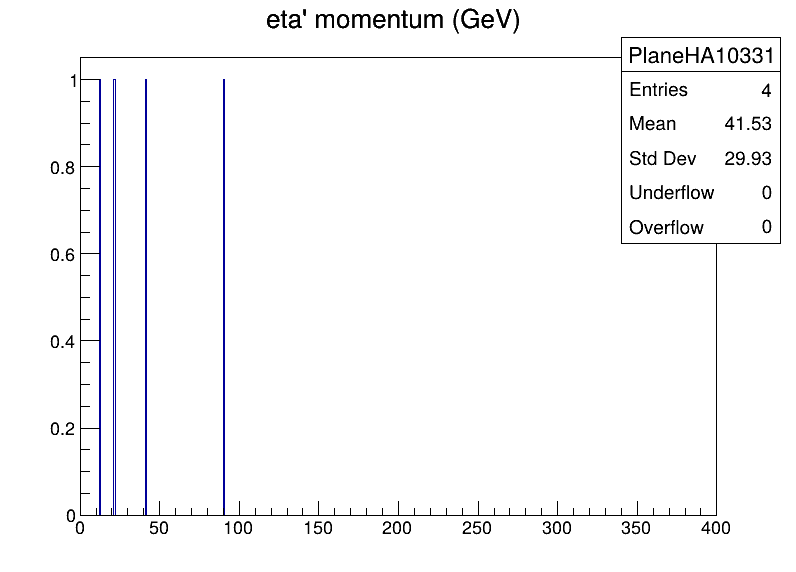 eta' momentum (GeV)
PlaneHA10331
Entries 4
Mean 41.53
Std Dev 29.93
Underflow 0
Overflow 0
1
0.8
0.6
0.4
0.2
0
0 50 100 150 200 250 300 350 400